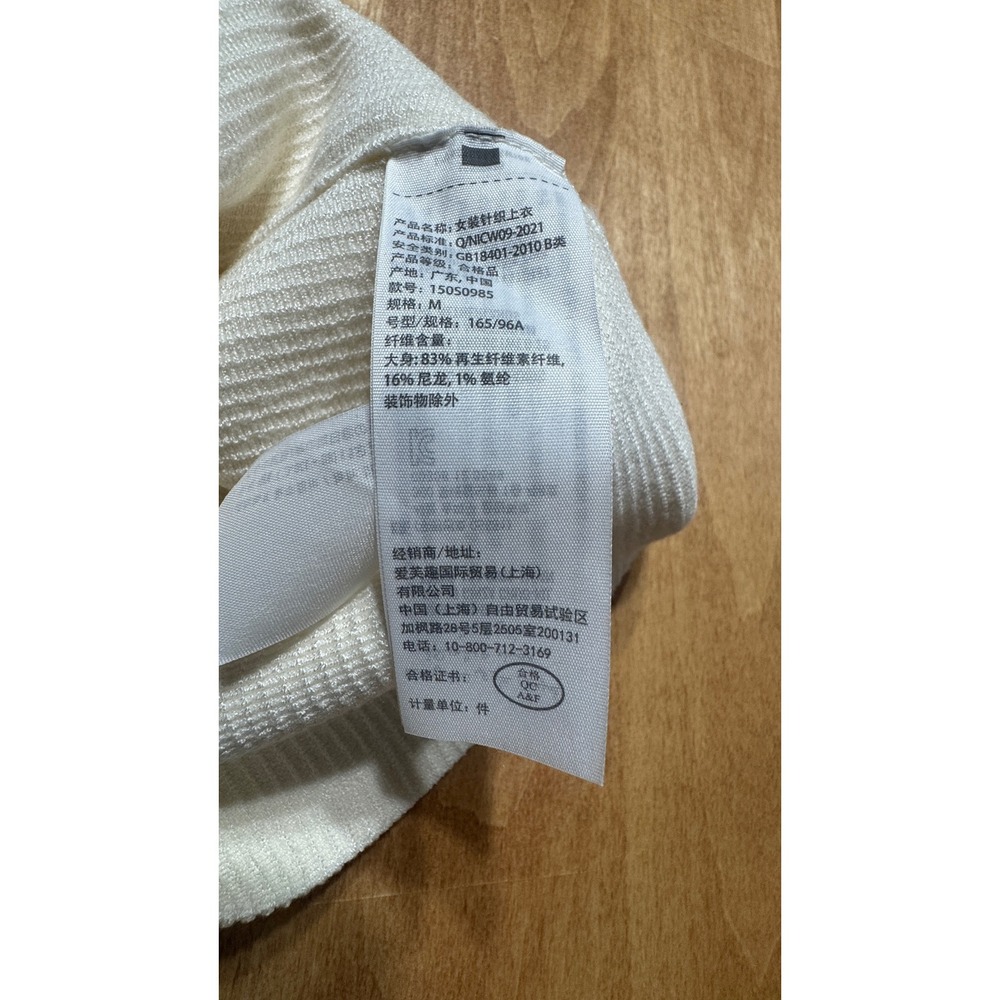 产品名称: 女装针织上衣
产品标准: Q/NICW09-2021
安全类别: GB18401-2010 B类
产品等级: 合格品
产地: 广东, 中国
款号: 150S0985
规格: M
号型/规格: 165/96A
纤维含量:
大身: 83% 再生纤维素纤维,
16% 尼龙, 1% 氨纶
装饰物除外
经销商/地址:
爱芙趣国际贸易(上海)
有限公司
中国（上海）自由贸易试验区
加枫路28号5层2505室200131
电话: 10-800-712-3169
合格证书:
合格
QC
A&F
计量单位: 件